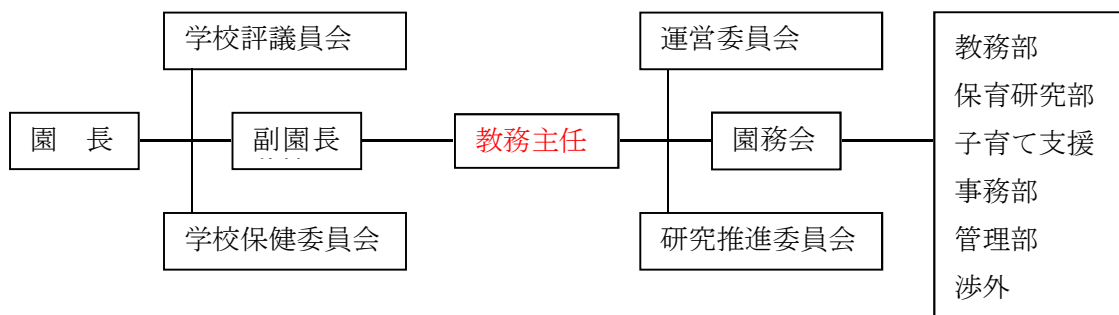 学校評議員会
運営委員会
園　長
副園長
教務主任
園務会
学校保健委員会
研究推進委員会
教務部
保育研究部
子育て支援
事務部
管理部
渉外